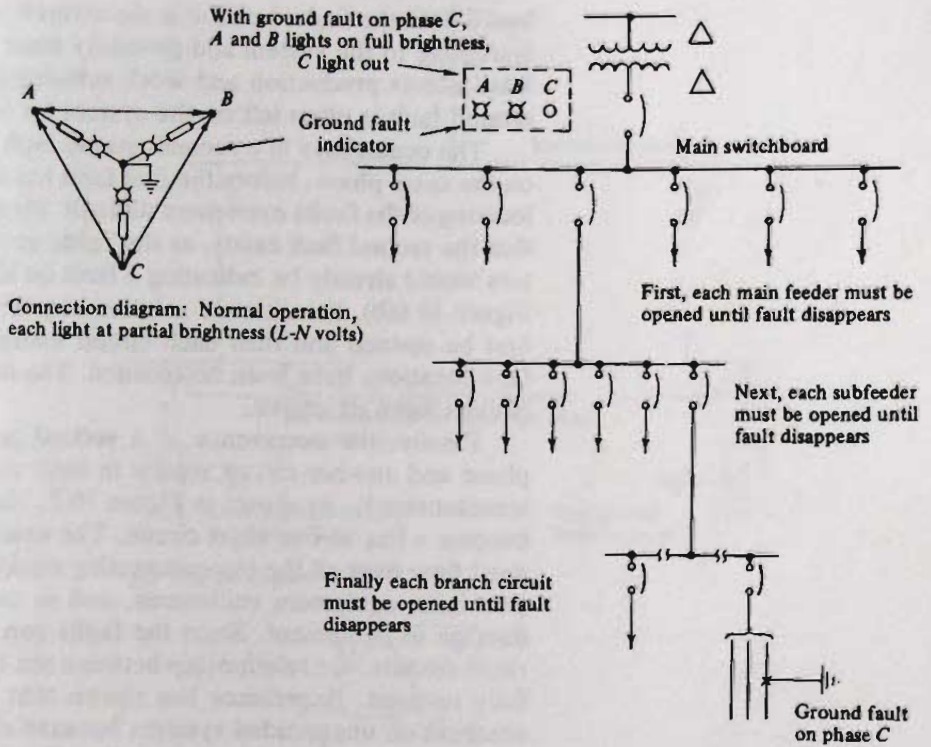 With ground fault on phase C,
A and B lights on full brightness,
C light out
A B C
Ground fault
indicator
Main switchboard
A
B
C
Connection diagram: Normal operation,
each light at partial brightness (L-N volts)
First, each main feeder must be
opened until fault disappears
Next, each subfeeder
must be opened until
fault disappears
Finally each branch circuit
must be opened until fault
disappears
Ground fault
on phase C